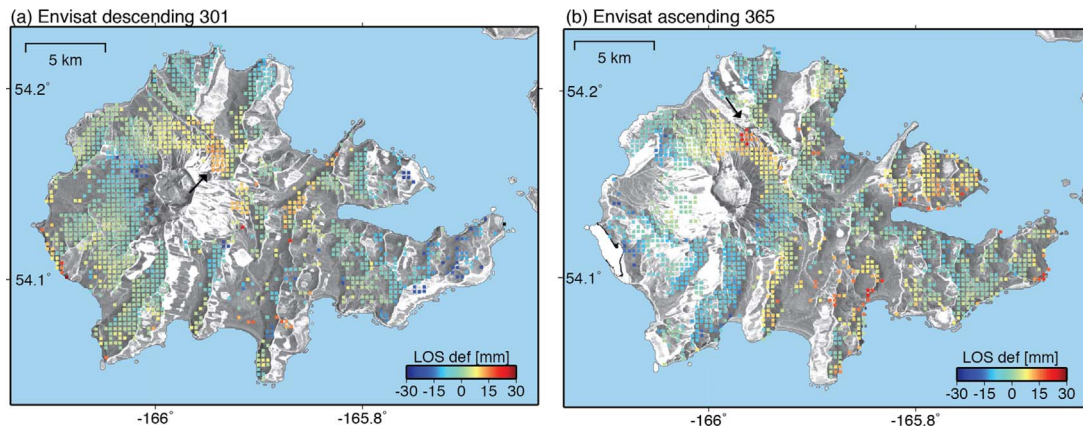 (a) Envisat descending 301
5 km
54.2˚
54.1˚
LOS def [mm]
-30 -15 0 15 30
-166˚ -165.8˚
(b) Envisat ascending 365
5 km
54.2˚
54.1˚
LOS def [mm]
-30 -15 0 15 30
-166˚ -165.8˚